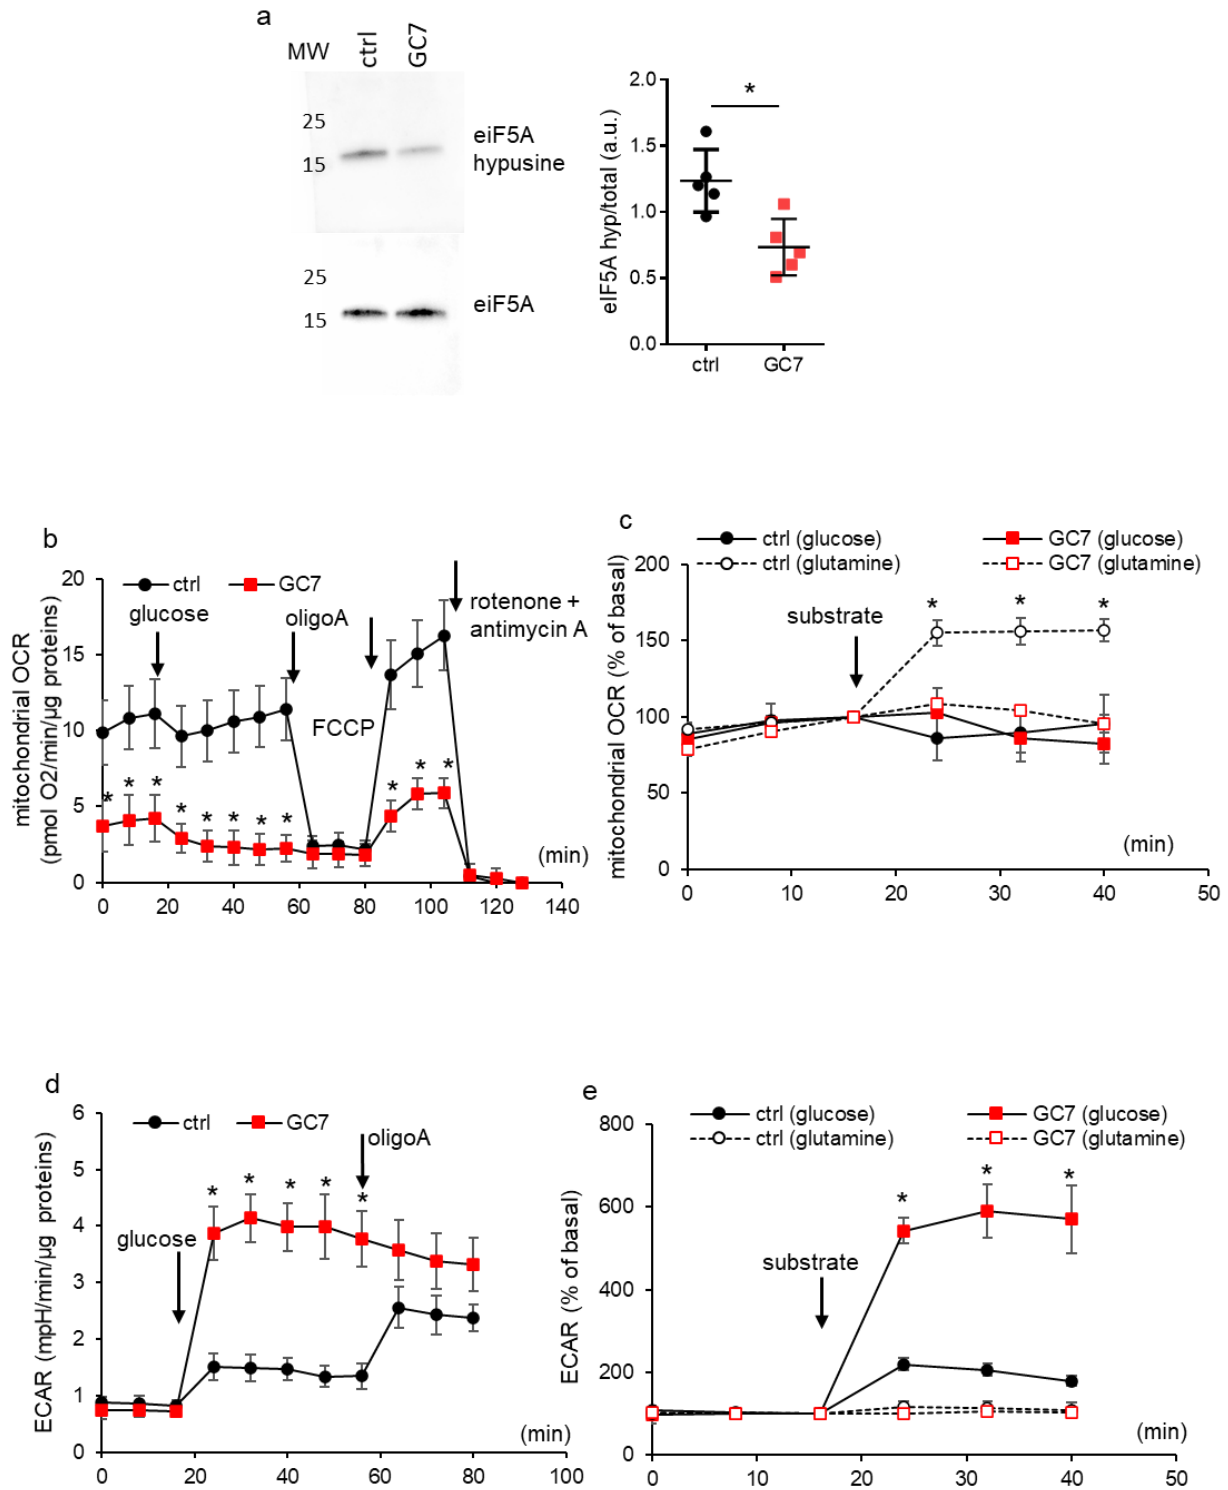 a
MW
ctrl
GC7
25
15
eiF5A
hypusine
25
15
eiF5A
eIF5A hyp/total (a.u.)
2.0
1.5
1.0
0.5
0.0
*
ctrl
GC7
b
mitochondrial OCR
(pmol O2/min/µg proteins)
20
15
10
5
0
ctrl
GC7
glucose
oligoA
FCCP
rotenone +
antimycin A
* * * * * * * * * * *
(min)
0 20 40 60 80 100 120 140
c
mitochondrial OCR (% of basal)
ctrl (glucose)
GC7 (glucose)
ctrl (glutamine)
GC7 (glutamine)
200
150
100
50
0
substrate
* * *
(min)
0 10 20 30 40 50
d
ECAR (mpH/min/µg proteins)
6
5
4
3
2
1
0
ctrl
GC7
oligoA
glucose
* * * * *
(min)
0 20 40 60 80 100
e
ECAR (% of basal)
ctrl (glucose)
GC7 (glucose)
ctrl (glutamine)
GC7 (glutamine)
800
600
400
200
0
substrate
* * *
(min)
0 10 20 30 40 50